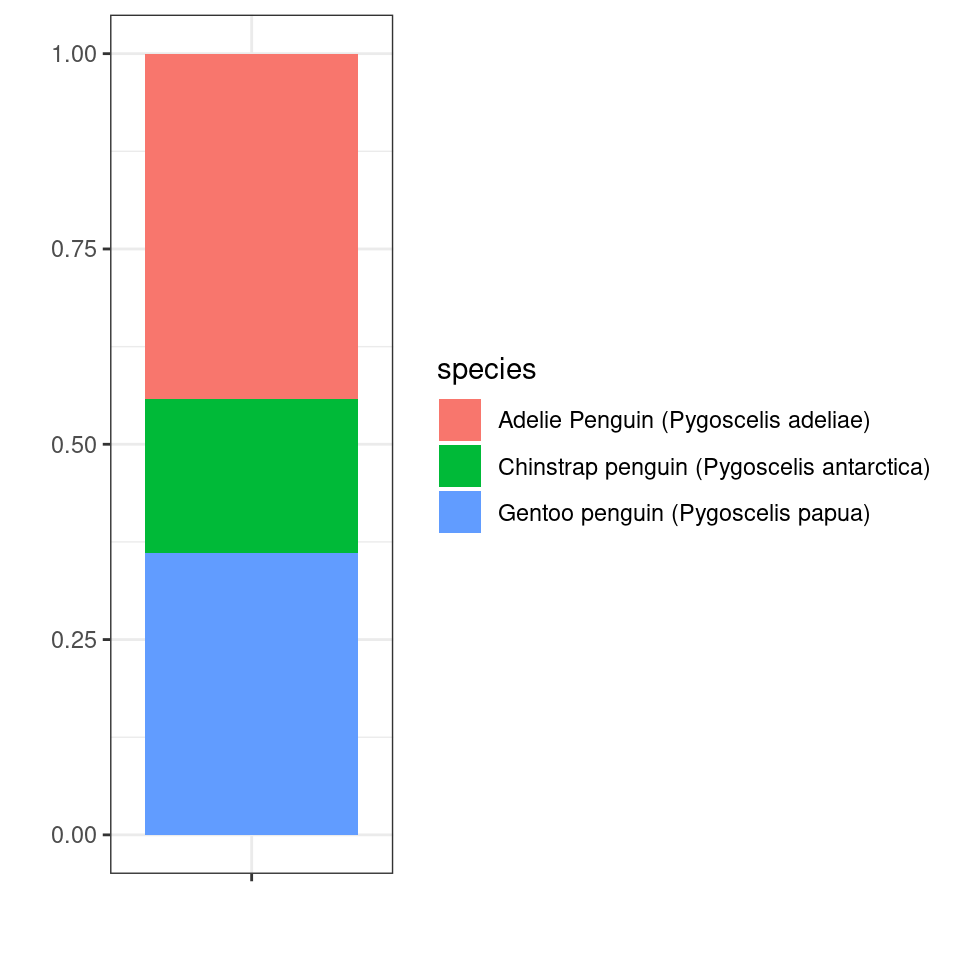 1.00
0.75
0.50
0.25
0.00
species
Adelie Penguin (Pygoscelis adeliae)
Chinstrap penguin (Pygoscelis antarctica)
Gentoo penguin (Pygoscelis papua)